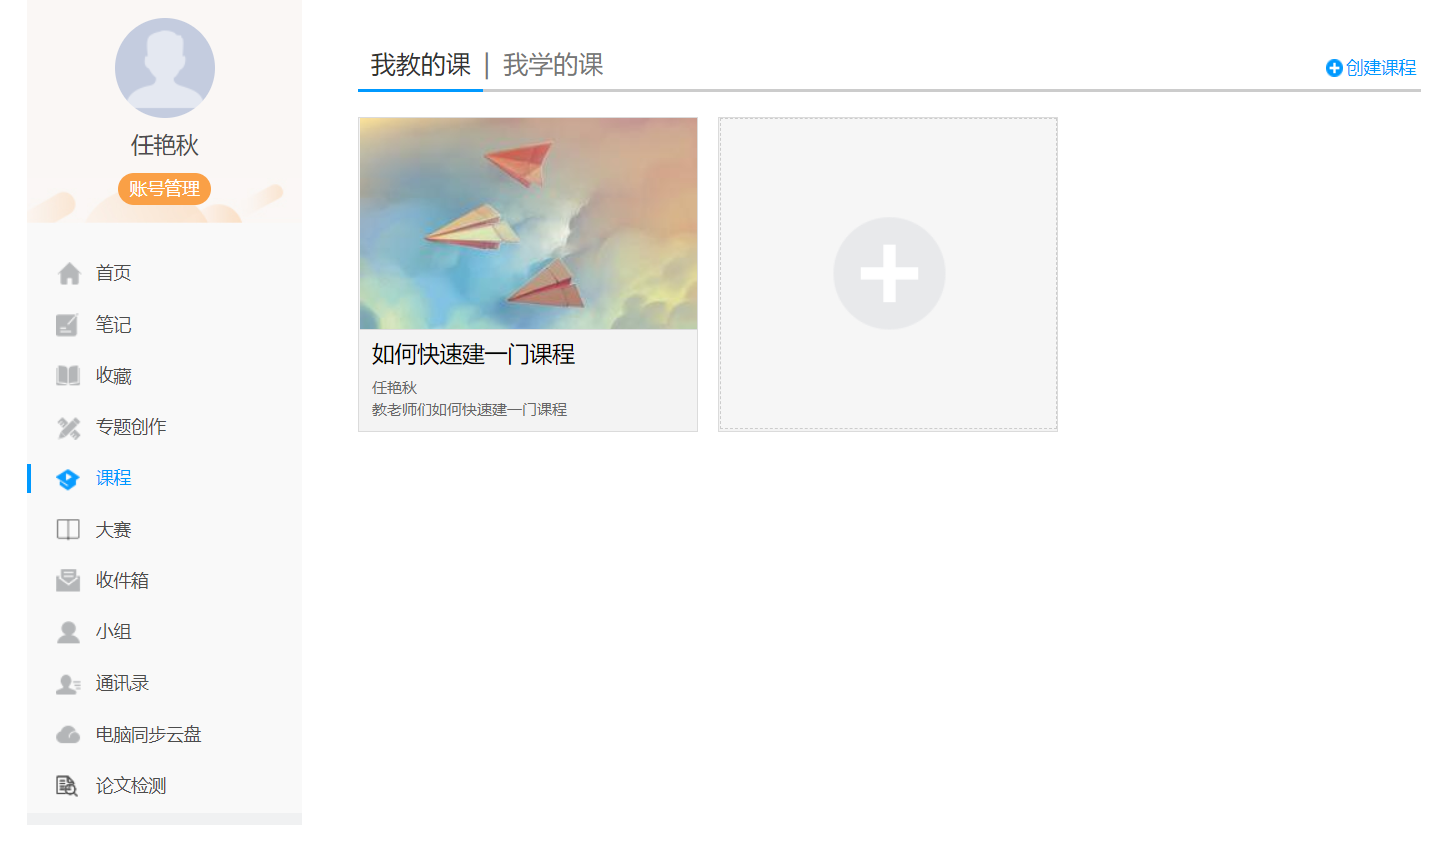 任艳秋
账号管理
首页
笔记
收藏
专题创作
课程
大赛
收件箱
小组
通讯录
电脑同步云盘
论文检测
我教的课 | 我学的课
创建课程
如何快速建一门课程
任艳秋
教老师们如何快速建一门课程